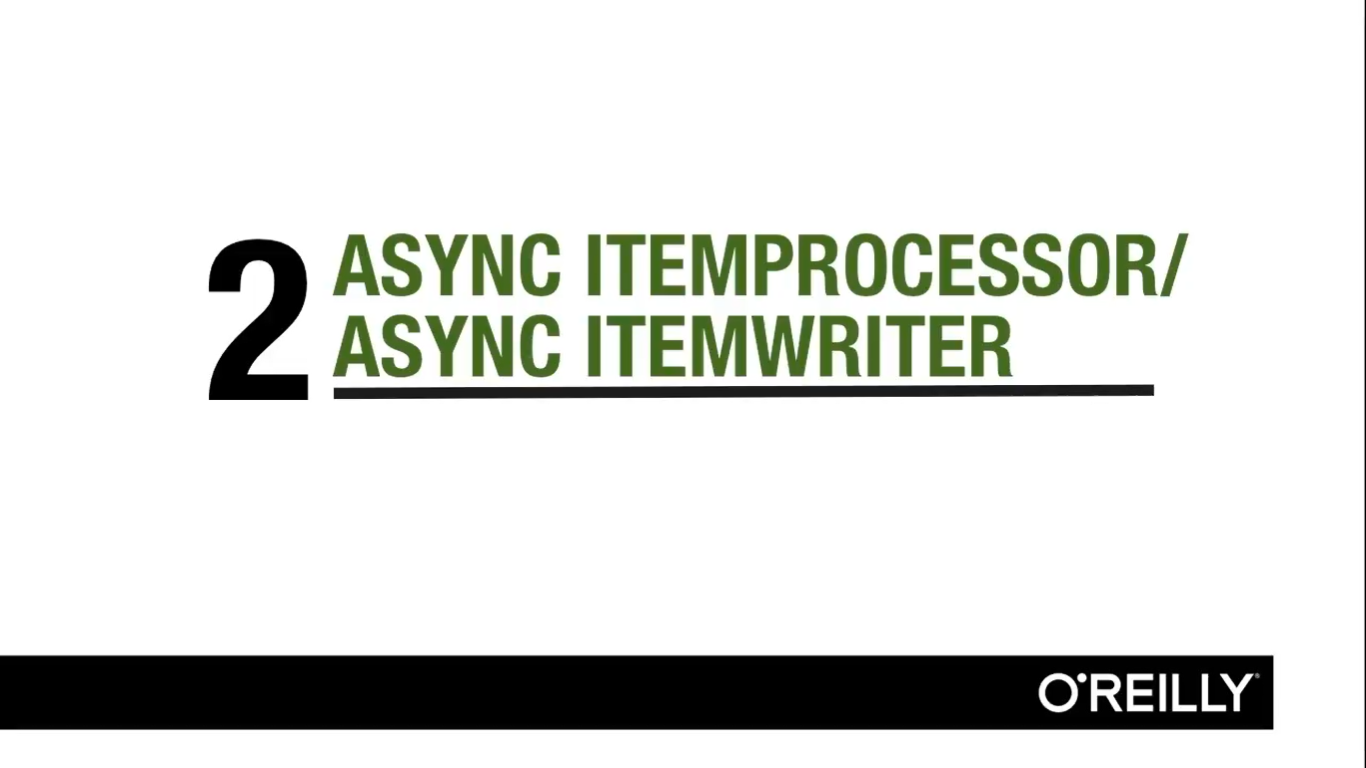 2
ASYNC ITEMPROCESSOR/
ASYNC ITEMWRITER
O'REILLY®